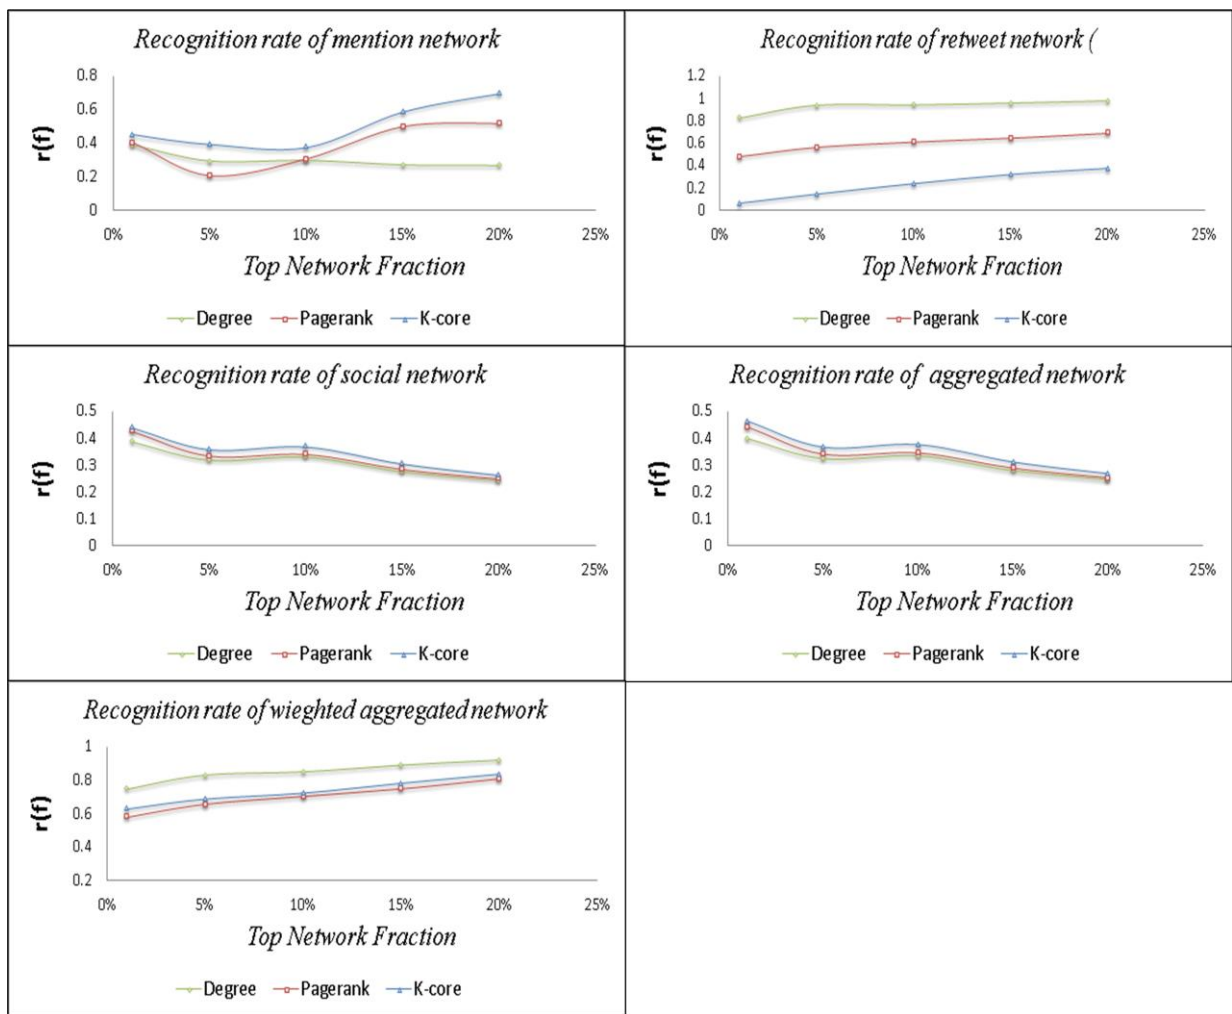 Recognition rate of mention network
0.8
0.6
0.4
0.2
0
r(f)
0% 5% 10% 15% 20% 25%
Top Network Fraction
Degree Pagerank K-core
Recognition rate of retweet network (
1.2
1
0.8
0.6
0.4
0.2
0
r(f)
0% 5% 10% 15% 20% 25%
Top Network Fraction
Degree Pagerank K-core
Recognition rate of social network
0.5
0.4
0.3
0.2
0.1
0
r(f)
0% 5% 10% 15% 20% 25%
Top Network Fraction
Degree Pagerank K-core
Recognition rate of aggregated network
0.5
0.4
0.3
0.2
0.1
0
r(f)
0% 5% 10% 15% 20% 25%
Top Network Fraction
Degree Pagerank K-core
Recognition rate of wieghted aggregated network
1
0.8
0.6
0.4
0.2
r(f)
0% 5% 10% 15% 20% 25%
Top Network Fraction
Degree Pagerank K-core